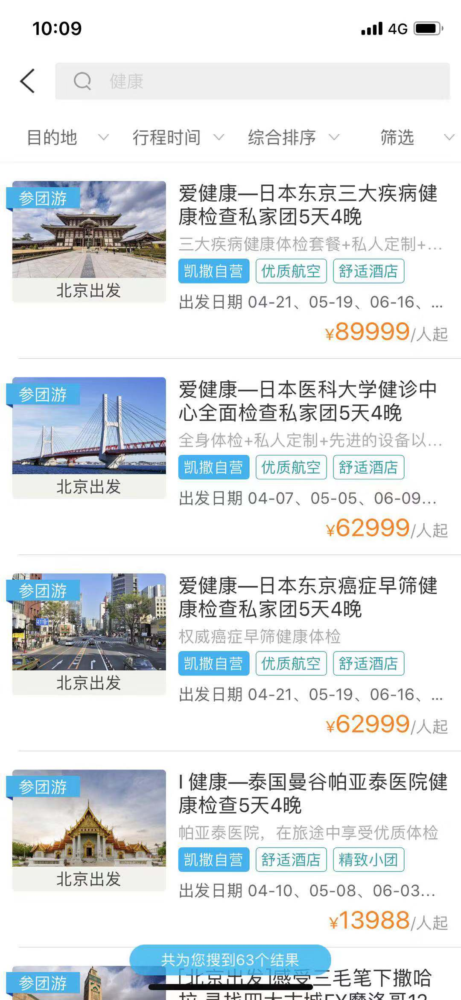 10:09
4G
健康
目的地 行程时间 综合排序 筛选
参团游
北京出发
爱健康—日本东京三大疾病健
康检查私家团5天4晚
三大疾病健康体检套餐+私人定制+...
凯撒自营 优质航空 舒适酒店
出发日期 04-21、05-19、06-16、...
¥89999/人起
参团游
北京出发
爱健康—日本医科大学健诊中
心全面检查私家团5天4晚
全身体检+私人定制+先进的设备以...
凯撒自营 优质航空 舒适酒店
出发日期 04-07、05-05、06-09...
¥62999/人起
参团游
北京出发
爱健康—日本东京癌症早筛健
康检查私家团5天4晚
权威癌症早筛健康体检
凯撒自营 优质航空 舒适酒店
出发日期 04-21、05-19、06-16、...
¥62999/人起
参团游
北京出发
I 健康—泰国曼谷帕亚泰医院健
康检查5天4晚
帕亚泰医院，在旅途中享受优质体检
凯撒自营 舒适酒店 精致小团
出发日期 04-10、05-08、06-03...
¥13988/人起
共为您搜到63个结果
参团游
[北京出发]感受三毛笔下撒哈
拉 寻找四大古城EX摩洛哥12